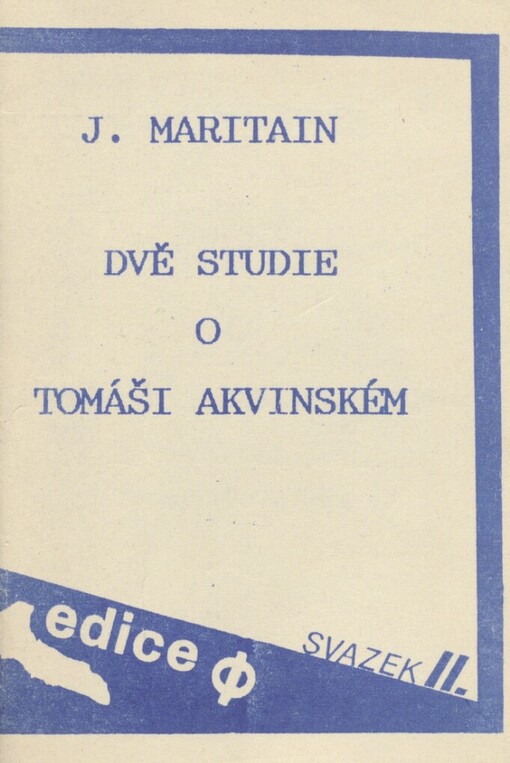 J. MARITAIN
DVĚ STUDIE
O
TOMÁŠI AKVINSKÉM
edice ϕ
SVAZEK II.